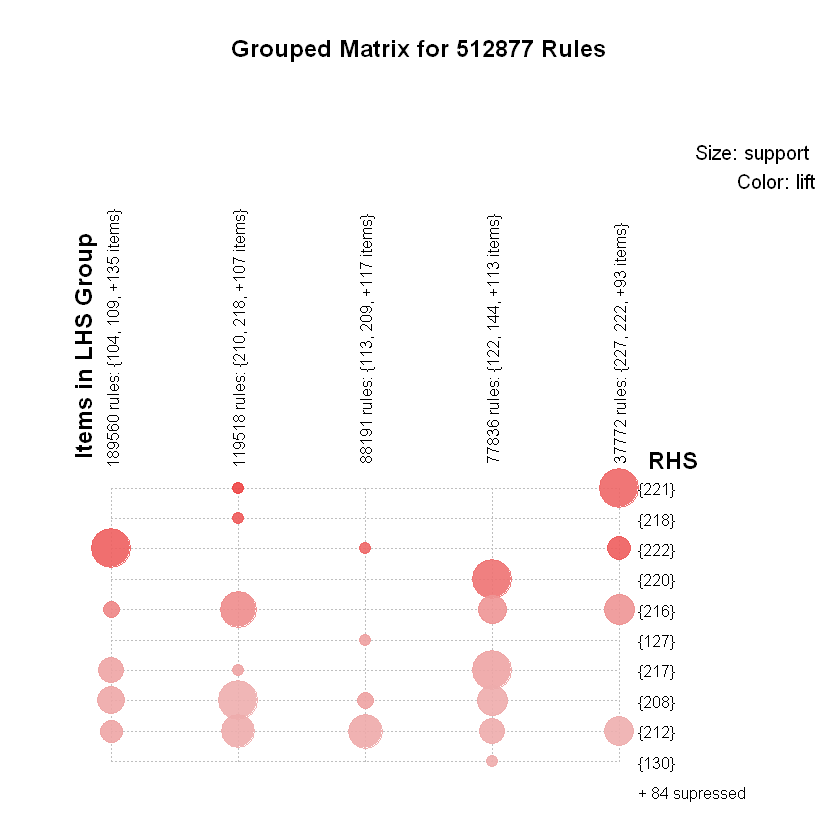 Grouped Matrix for 512877 Rules
Size: support
Color: lift
Items in LHS Group
189560 rules: {104, 109, +135 items}
119518 rules: {210, 218, +107 items}
88191 rules: {113, 209, +117 items}
77836 rules: {122, 144, +113 items}
37772 rules: {227, 222, +93 items}
RHS
{221}
{218}
{222}
{220}
{216}
{127}
{217}
{208}
{212}
{130}
+ 84 supressed